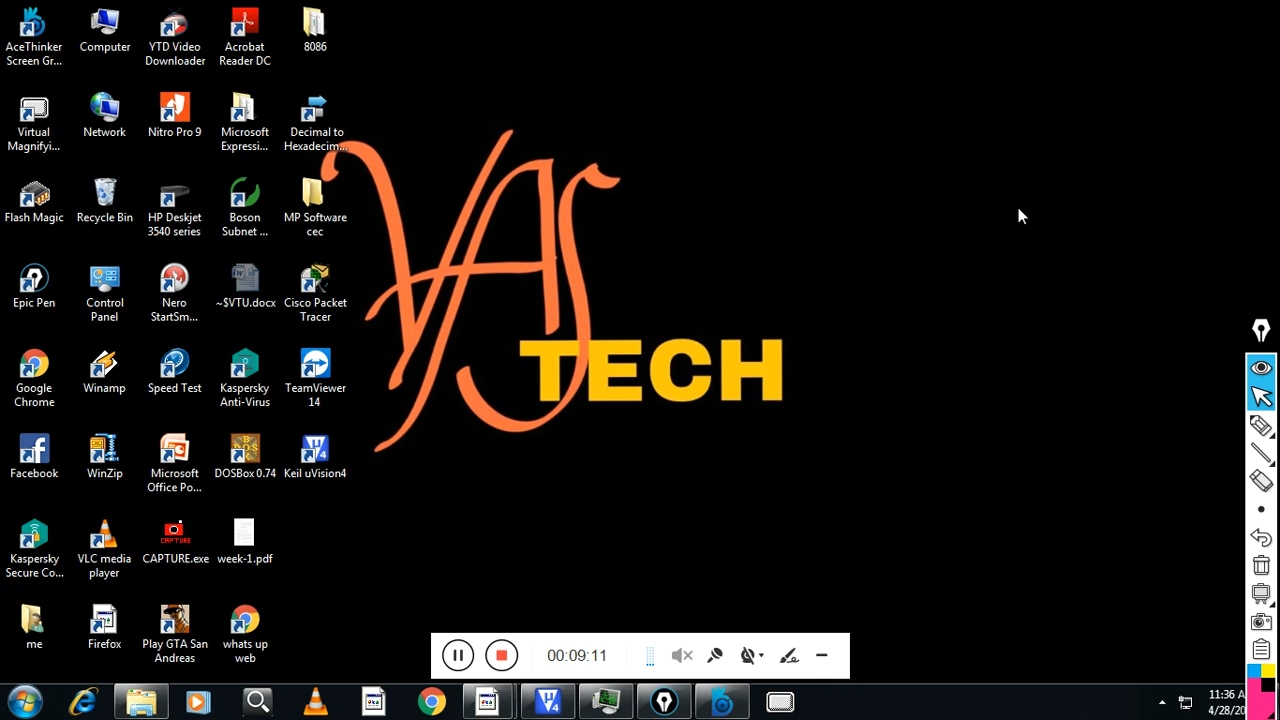 AceThinker
Screen Gr...
Computer
YTD Video
Downloader
Acrobat
Reader DC
8086
Virtual
Magnifyi...
Network
Nitro Pro 9
Microsoft
Expressi...
Decimal to
Hexadecim...
Flash Magic
Recycle Bin
HP Deskjet
3540 series
Boson
Subnet ...
MP Software
cec
Epic Pen
Control
Panel
Nero
StartSm...
~$VTU.docx
Cisco Packet
Tracer
Google
Chrome
Winamp
Speed Test
Kaspersky
Anti-Virus
TeamViewer
14
Facebook
WinZip
Microsoft
Office Po...
DOSBox 0.74
Keil uVision4
Kaspersky
Secure Co...
VLC media
player
CAPTURE
CAPTURE.exe
week-1.pdf
me
Firefox
Play GTA San
Andreas
whats up
web
VAS
TECH
00:09:11
11:36 A
4/28/20